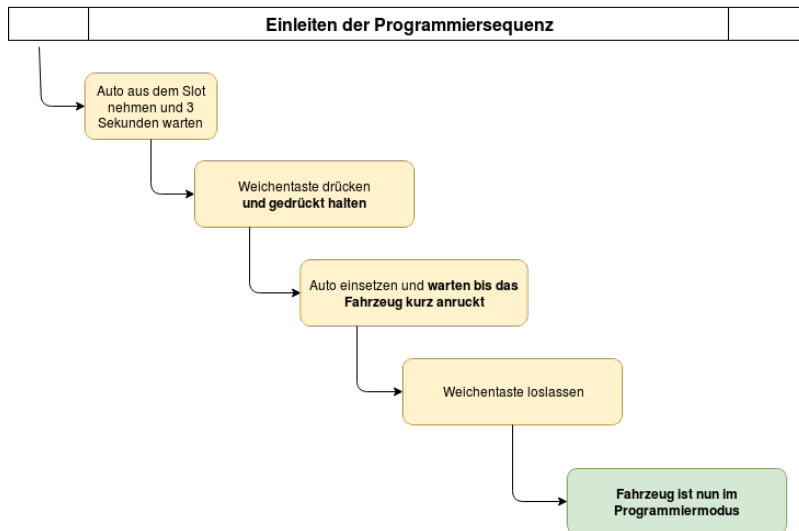 Einleiten der Programmiersequenz
Auto aus dem Slot
nehmen und 3
Sekunden warten
Weichentaste drücken
und gedrückt halten
Auto einsetzen und warten bis das
Fahrzeug kurz anruckt
Weichentaste loslassen
Fahrzeug ist nun im
Programmiermodus